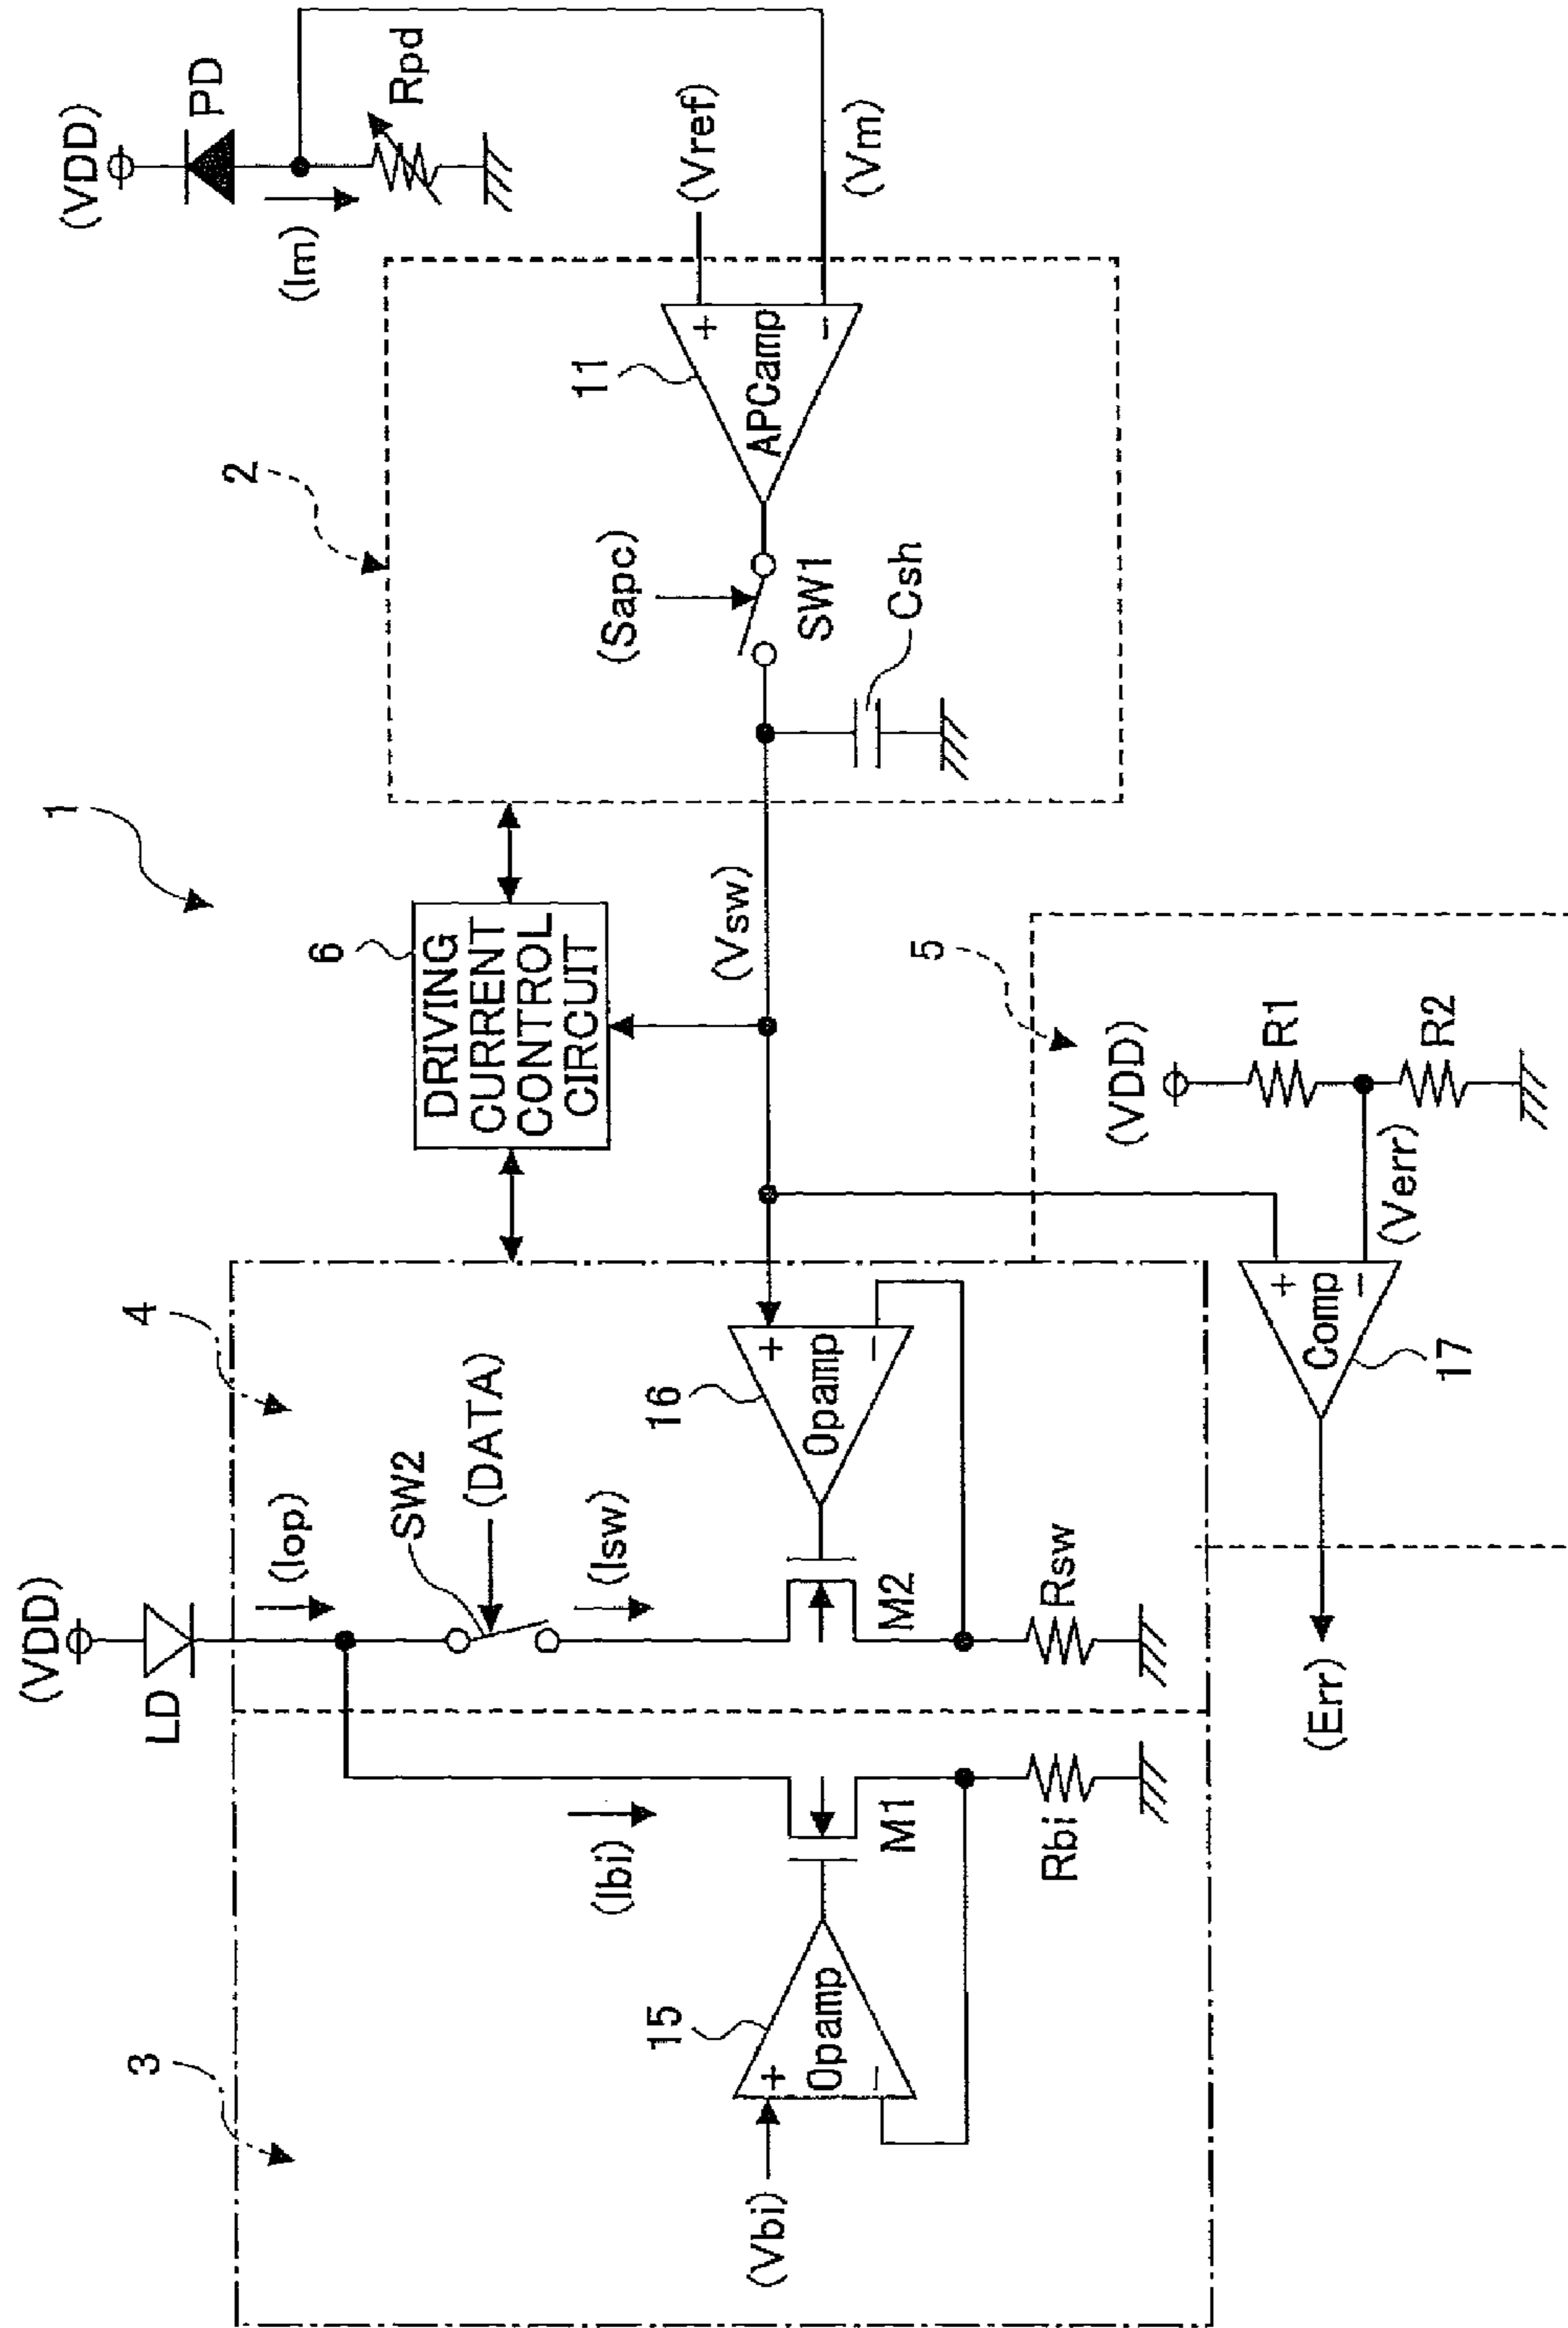 1
(VDD)
LD
(Iop)
4
SW2
(DATA)
(Isw)
16
Opamp
+
−
M2
Rsw
3
(Ibi)
15
Opamp
+
−
(Vbi)
M1
Rbi
6
DRIVING
CURRENT
CONTROL
CIRCUIT
(Vsw)
2
(Sapc)
SW1
Csh
11
APCamp
+
−
(Vref)
(Vm)
(VDD)
PD
(Im)
Rpd
5
(VDD)
R1
R2
(Verr)
+
−
Comp
17
(Err)